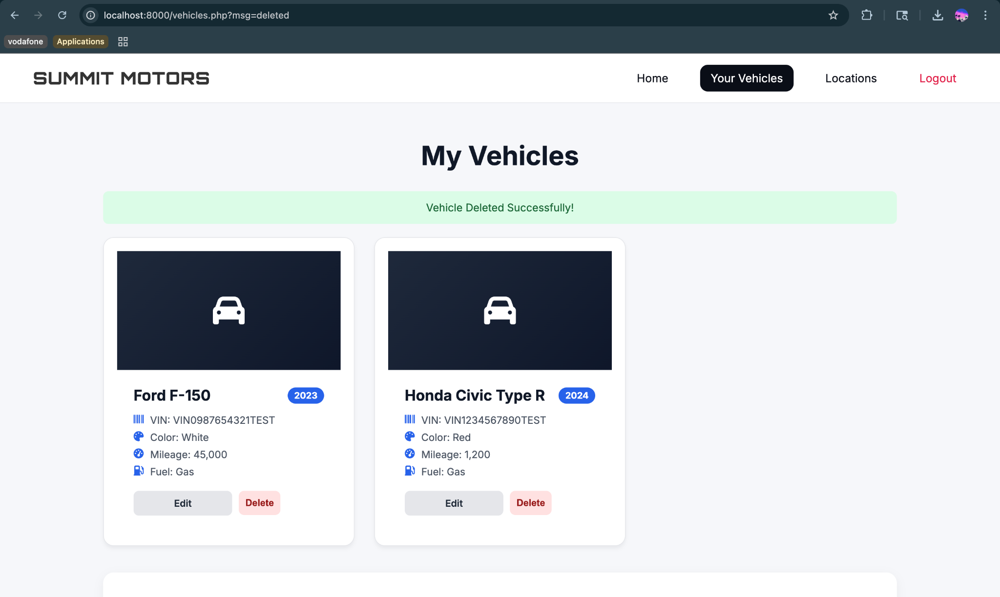 localhost:8000/vehicles.php?msg=deleted
vodafone
Applications
SUMMIT MOTORS
Home
Your Vehicles
Locations
Logout
My Vehicles
Vehicle Deleted Successfully!
Ford F-150
2023
VIN: VIN0987654321TEST
Color: White
Mileage: 45,000
Fuel: Gas
Edit
Delete
Honda Civic Type R
2024
VIN: VIN1234567890TEST
Color: Red
Mileage: 1,200
Fuel: Gas
Edit
Delete